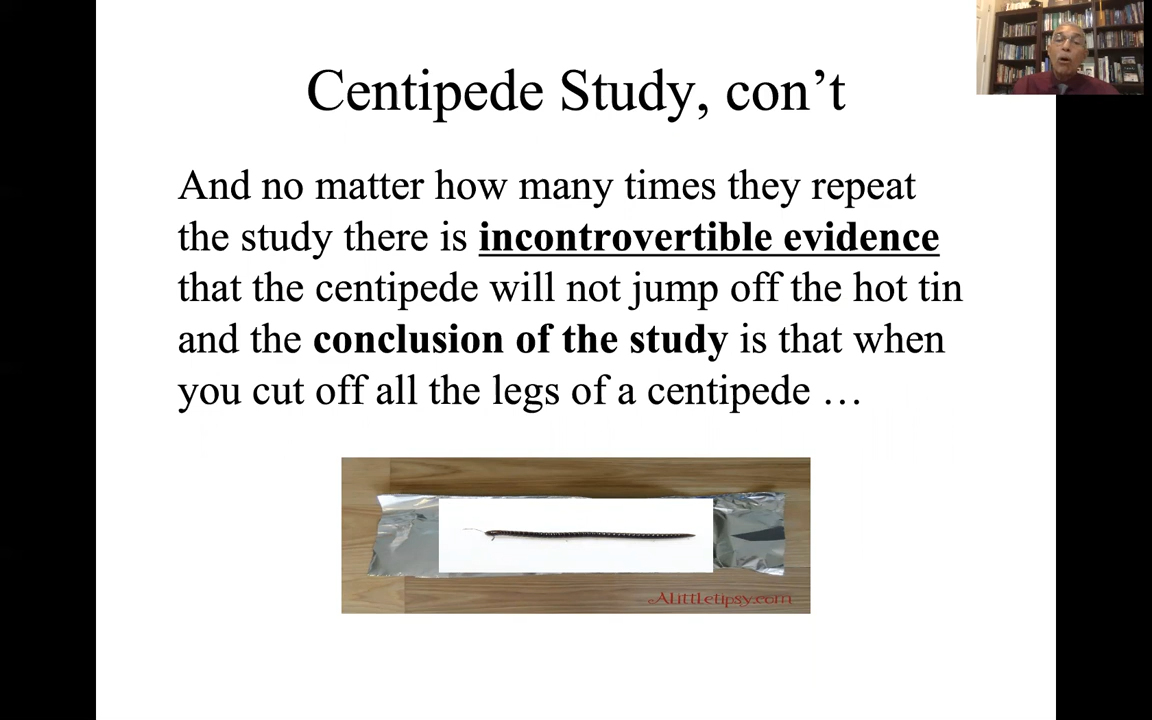 Centipede Study, con’t
And no matter how many times they repeat
the study there is incontrovertible evidence
that the centipede will not jump off the hot tin
and the conclusion of the study is that when
you cut off all the legs of a centipede …
ALittletipsy.com